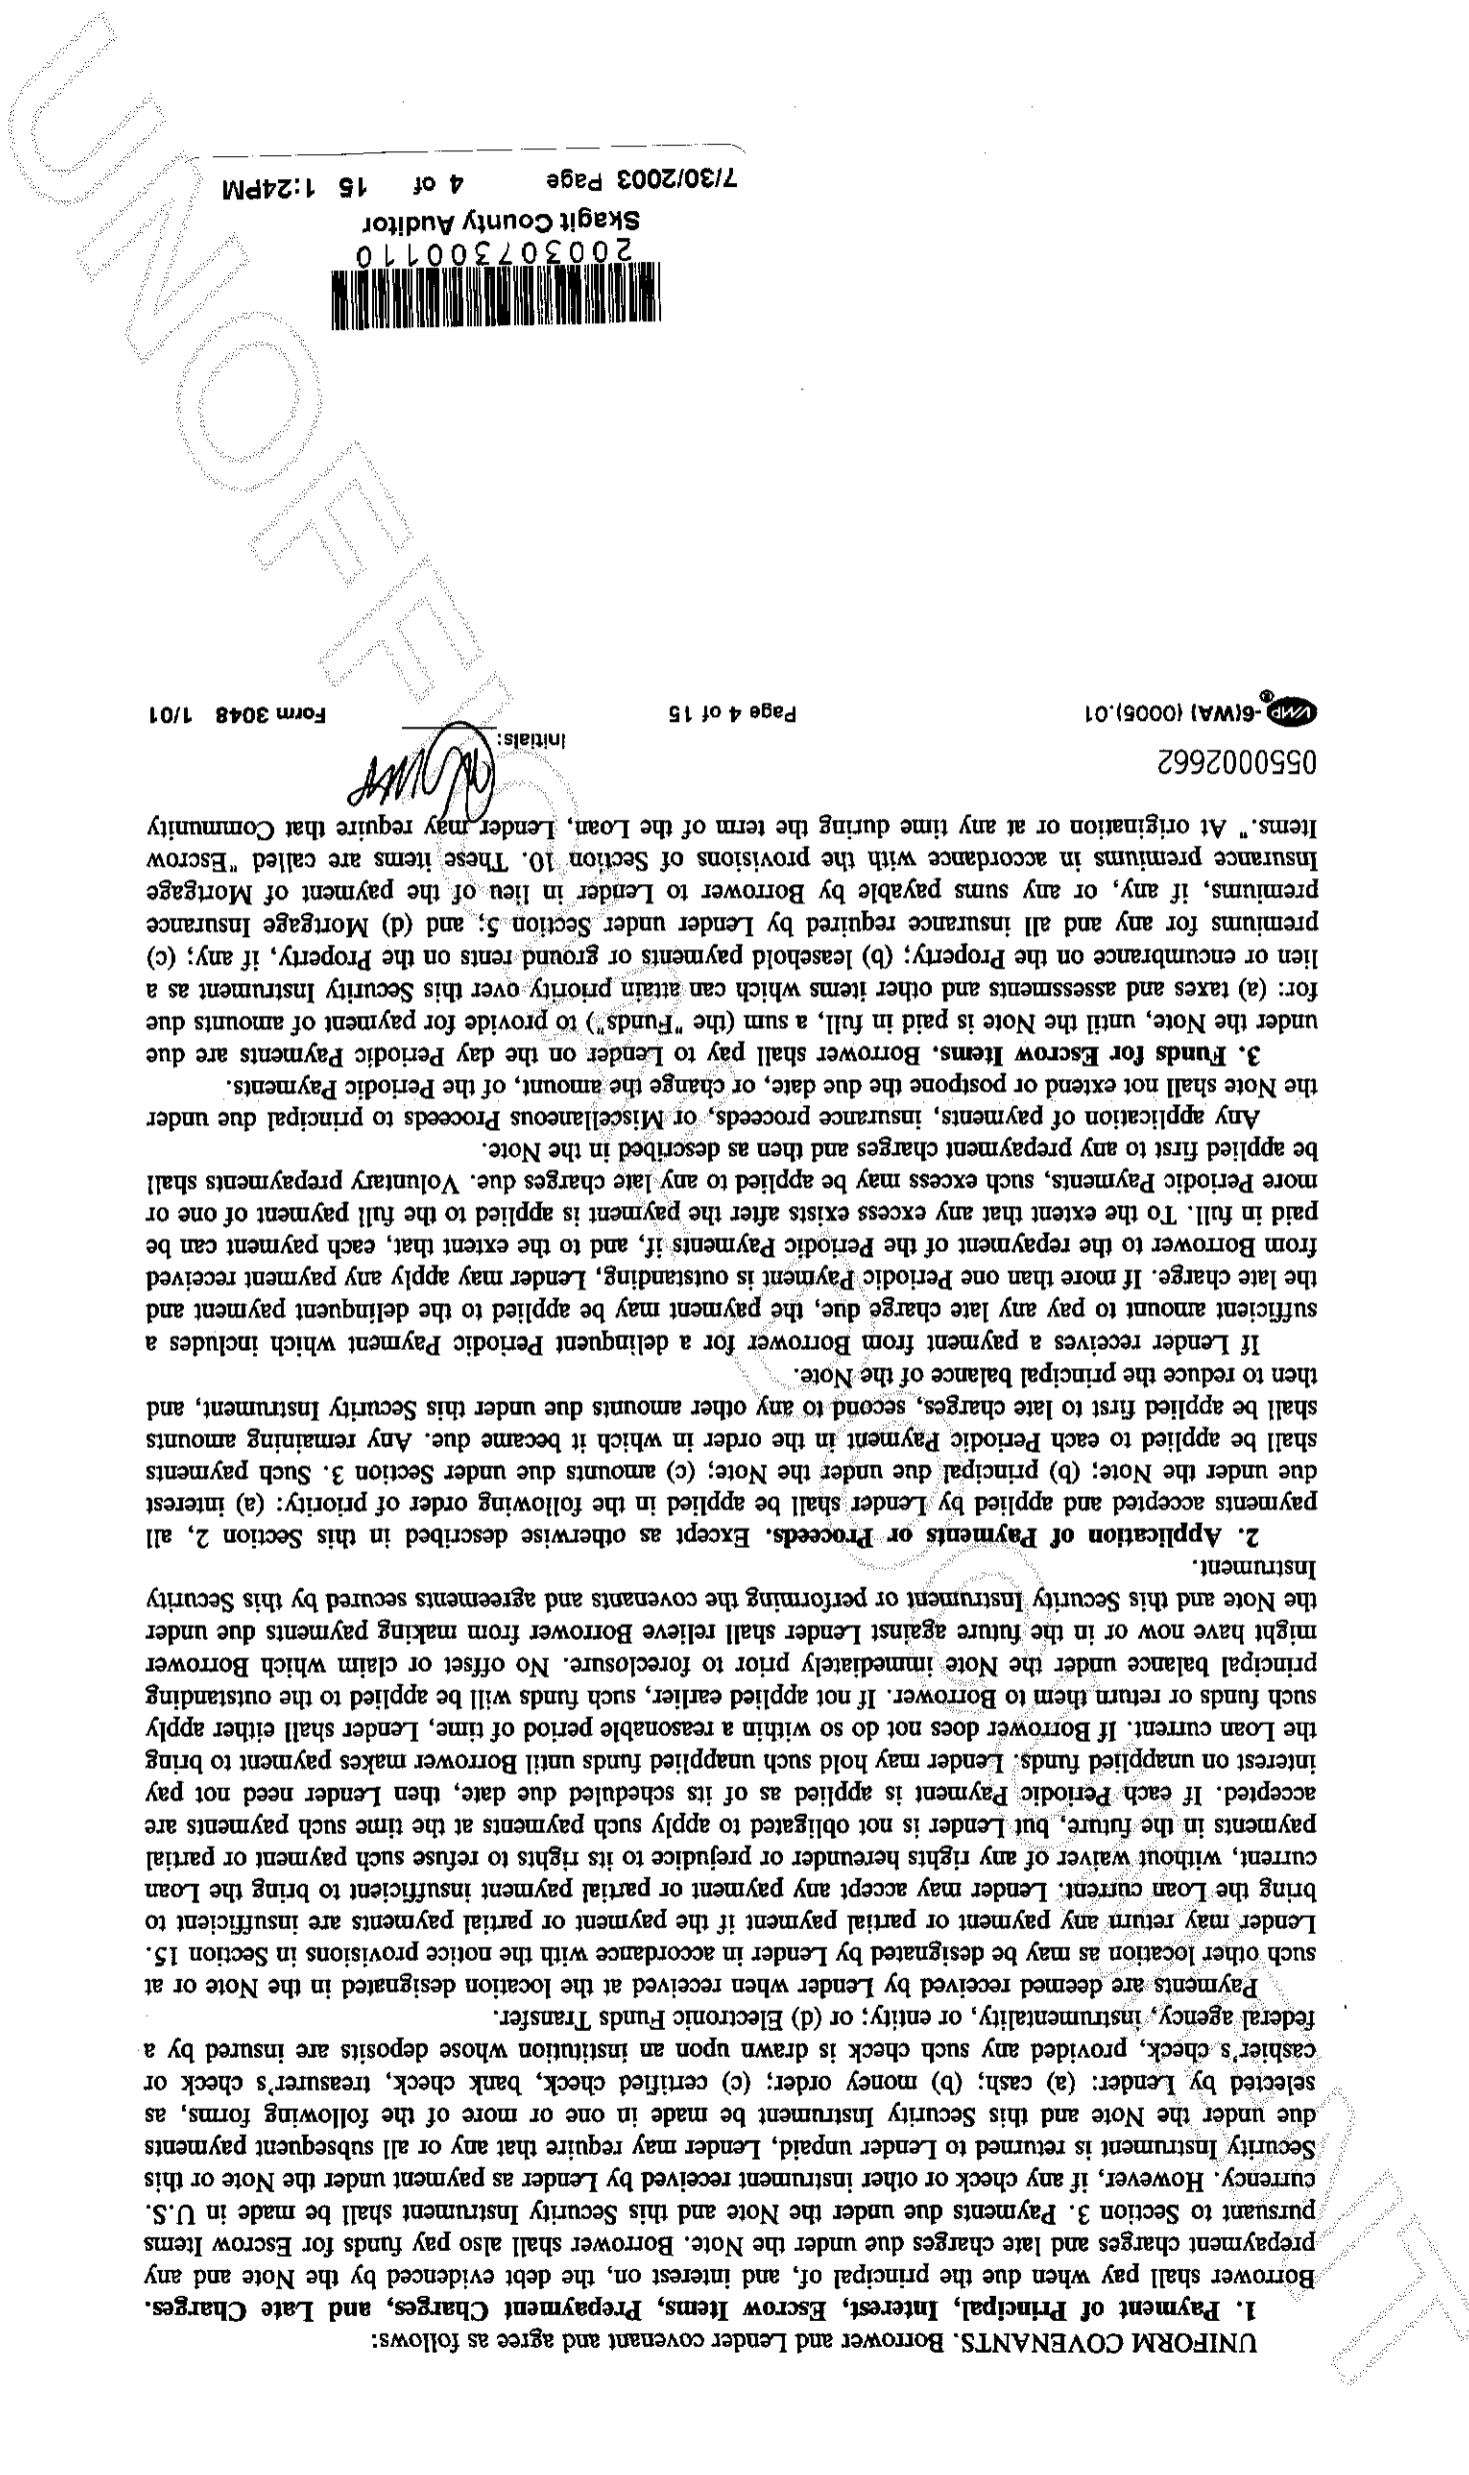 UNIFORM COVENANTS. Borrower and Lender covenant and agree as follows:
1. Payment of Principal, Interest, Escrow Items, Prepayment Charges, and Late Charges.
Borrower shall pay when due the principal of, and interest on, the debt evidenced by the Note and any
prepayment charges and late charges due under the Note. Borrower shall also pay funds for Escrow Items
pursuant to Section 3. Payments due under the Note and this Security Instrument shall be made in U.S.
currency. However, if any check or other instrument received by Lender as payment under the Note or this
Security Instrument is returned to Lender unpaid, Lender may require that any or all subsequent payments
due under the Note and this Security Instrument be made in one or more of the following forms, as
selected by Lender: (a) cash; (b) money order; (c) certified check, bank check, treasurer's check or
cashier's check, provided any such check is drawn upon an institution whose deposits are insured by a
federal agency, instrumentality, or entity; or (d) Electronic Funds Transfer.
Payments are deemed received by Lender when received at the location designated in the Note or at
such other location as may be designated by Lender in accordance with the notice provisions in Section 15.
Lender may return any payment or partial payment if the payment or partial payments are insufficient to
bring the Loan current. Lender may accept any payment or partial payment insufficient to bring the Loan
current, without waiver of any rights hereunder or prejudice to its rights to refuse such payment or partial
payments in the future, but Lender is not obligated to apply such payments at the time such payments are
accepted. If each Periodic Payment is applied as of its scheduled due date, then Lender need not pay
interest on unapplied funds. Lender may hold such unapplied funds until Borrower makes payment to bring
the Loan current. If Borrower does not do so within a reasonable period of time, Lender shall either apply
such funds or return them to Borrower. If not applied earlier, such funds will be applied to the outstanding
principal balance under the Note immediately prior to foreclosure. No offset or claim which Borrower
might have now or in the future against Lender shall relieve Borrower from making payments due under
the Note and this Security Instrument or performing the covenants and agreements secured by this Security
Instrument.
2. Application of Payments or Proceeds. Except as otherwise described in this Section 2, all
payments accepted and applied by Lender shall be applied in the following order of priority: (a) interest
due under the Note; (b) principal due under the Note; (c) amounts due under Section 3. Such payments
shall be applied to each Periodic Payment in the order in which it became due. Any remaining amounts
shall be applied first to late charges, second to any other amounts due under this Security Instrument, and
then to reduce the principal balance of the Note.
If Lender receives a payment from Borrower for a delinquent Periodic Payment which includes a
sufficient amount to pay any late charge due, the payment may be applied to the delinquent payment and
the late charge. If more than one Periodic Payment is outstanding, Lender may apply any payment received
from Borrower to the repayment of the Periodic Payments if, and to the extent that, each payment can be
paid in full. To the extent that any excess exists after the payment is applied to the full payment of one or
more Periodic Payments, such excess may be applied to any late charges due. Voluntary prepayments shall
be applied first to any prepayment charges and then as described in the Note.
Any application of payments, insurance proceeds, or Miscellaneous Proceeds to principal due under
the Note shall not extend or postpone the due date, or change the amount, of the Periodic Payments.
3. Funds for Escrow Items. Borrower shall pay to Lender on the day Periodic Payments are due
under the Note, until the Note is paid in full, a sum (the "Funds") to provide for payment of amounts due
for: (a) taxes and assessments and other items which can attain priority over this Security Instrument as a
lien or encumbrance on the Property; (b) leasehold payments or ground rents on the Property, if any; (c)
premiums for any and all insurance required by Lender under Section 5; and (d) Mortgage Insurance
premiums, if any, or any sums payable by Borrower to Lender in lieu of the payment of Mortgage
Insurance premiums in accordance with the provisions of Section 10. These items are called "Escrow
Items." At origination or at any time during the term of the Loan, Lender may require that Community
0550002662
Initials:
VMP®-6(WA) (0005).01 Page 4 of 15 Form 3048 1/01
200307300110
Skagit County Auditor
7/30/2003 Page 4 of 15 1:24PM
UNOFFICIAL DOCUMENT